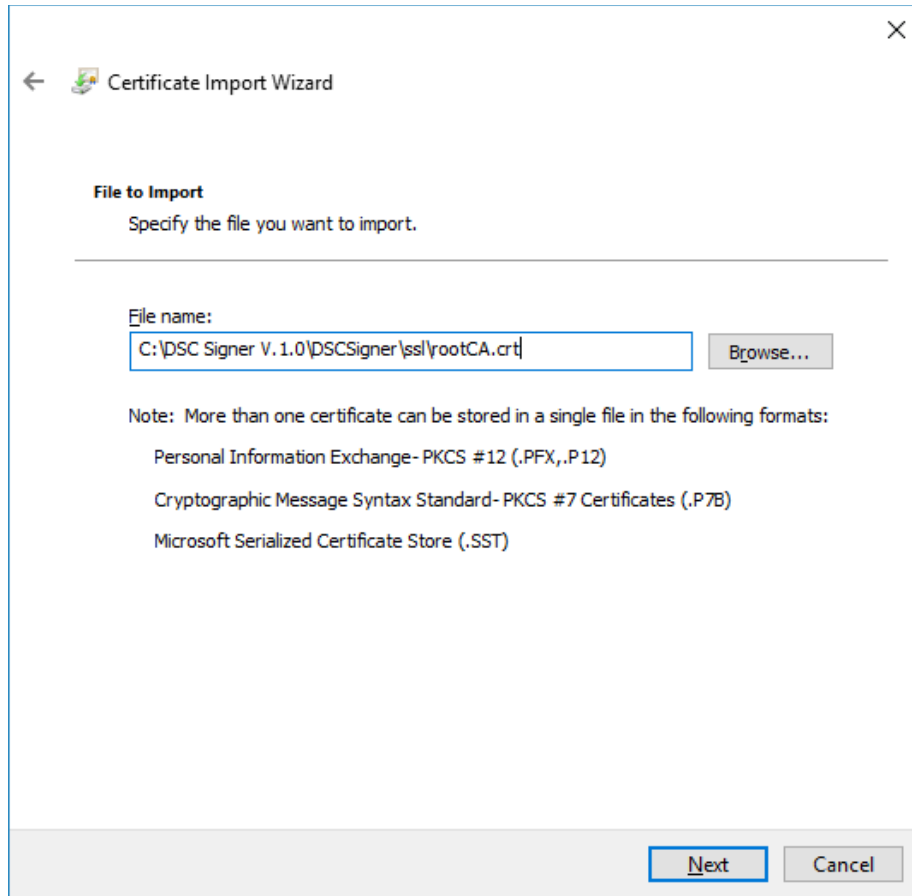 Certificate Import Wizard
File to Import
Specify the file you want to import.
File name:
C:\DSC Signer V.1.0\DSCSigner\ssl\rootCA.crt
Browse...
Note:  More than one certificate can be stored in a single file in the following formats:
Personal Information Exchange- PKCS #12 (.PFX,.P12)
Cryptographic Message Syntax Standard- PKCS #7 Certificates (.P7B)
Microsoft Serialized Certificate Store (.SST)
Next
Cancel